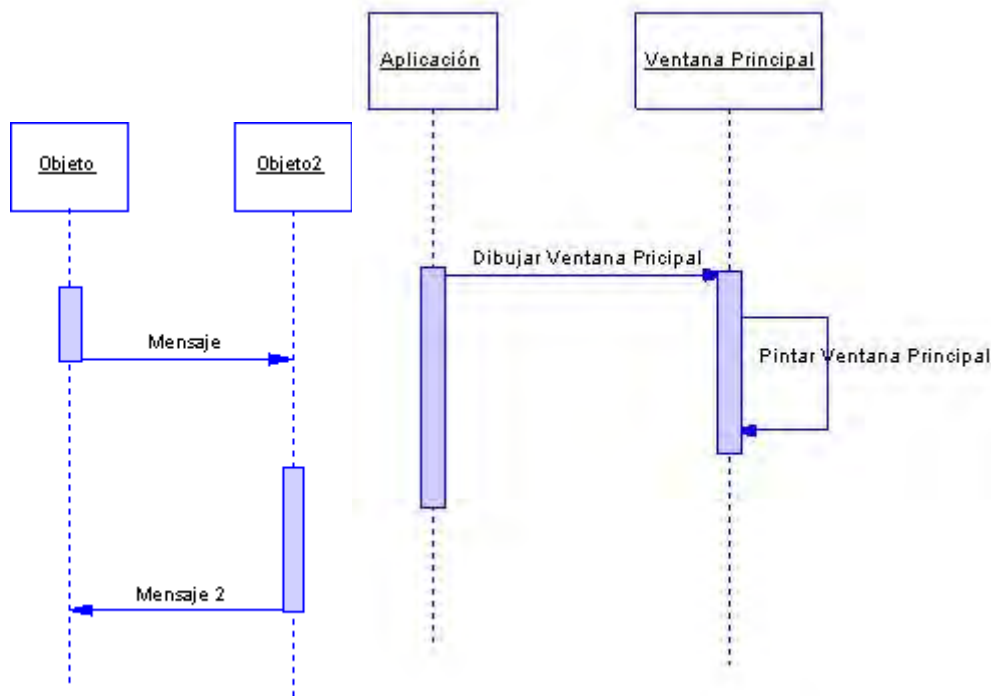 Aplicación
Ventana Principal
Objeto
Objeto2
Dibujar Ventana Pricipal
Mensaje
Pintar Ventana Principal
Mensaje 2